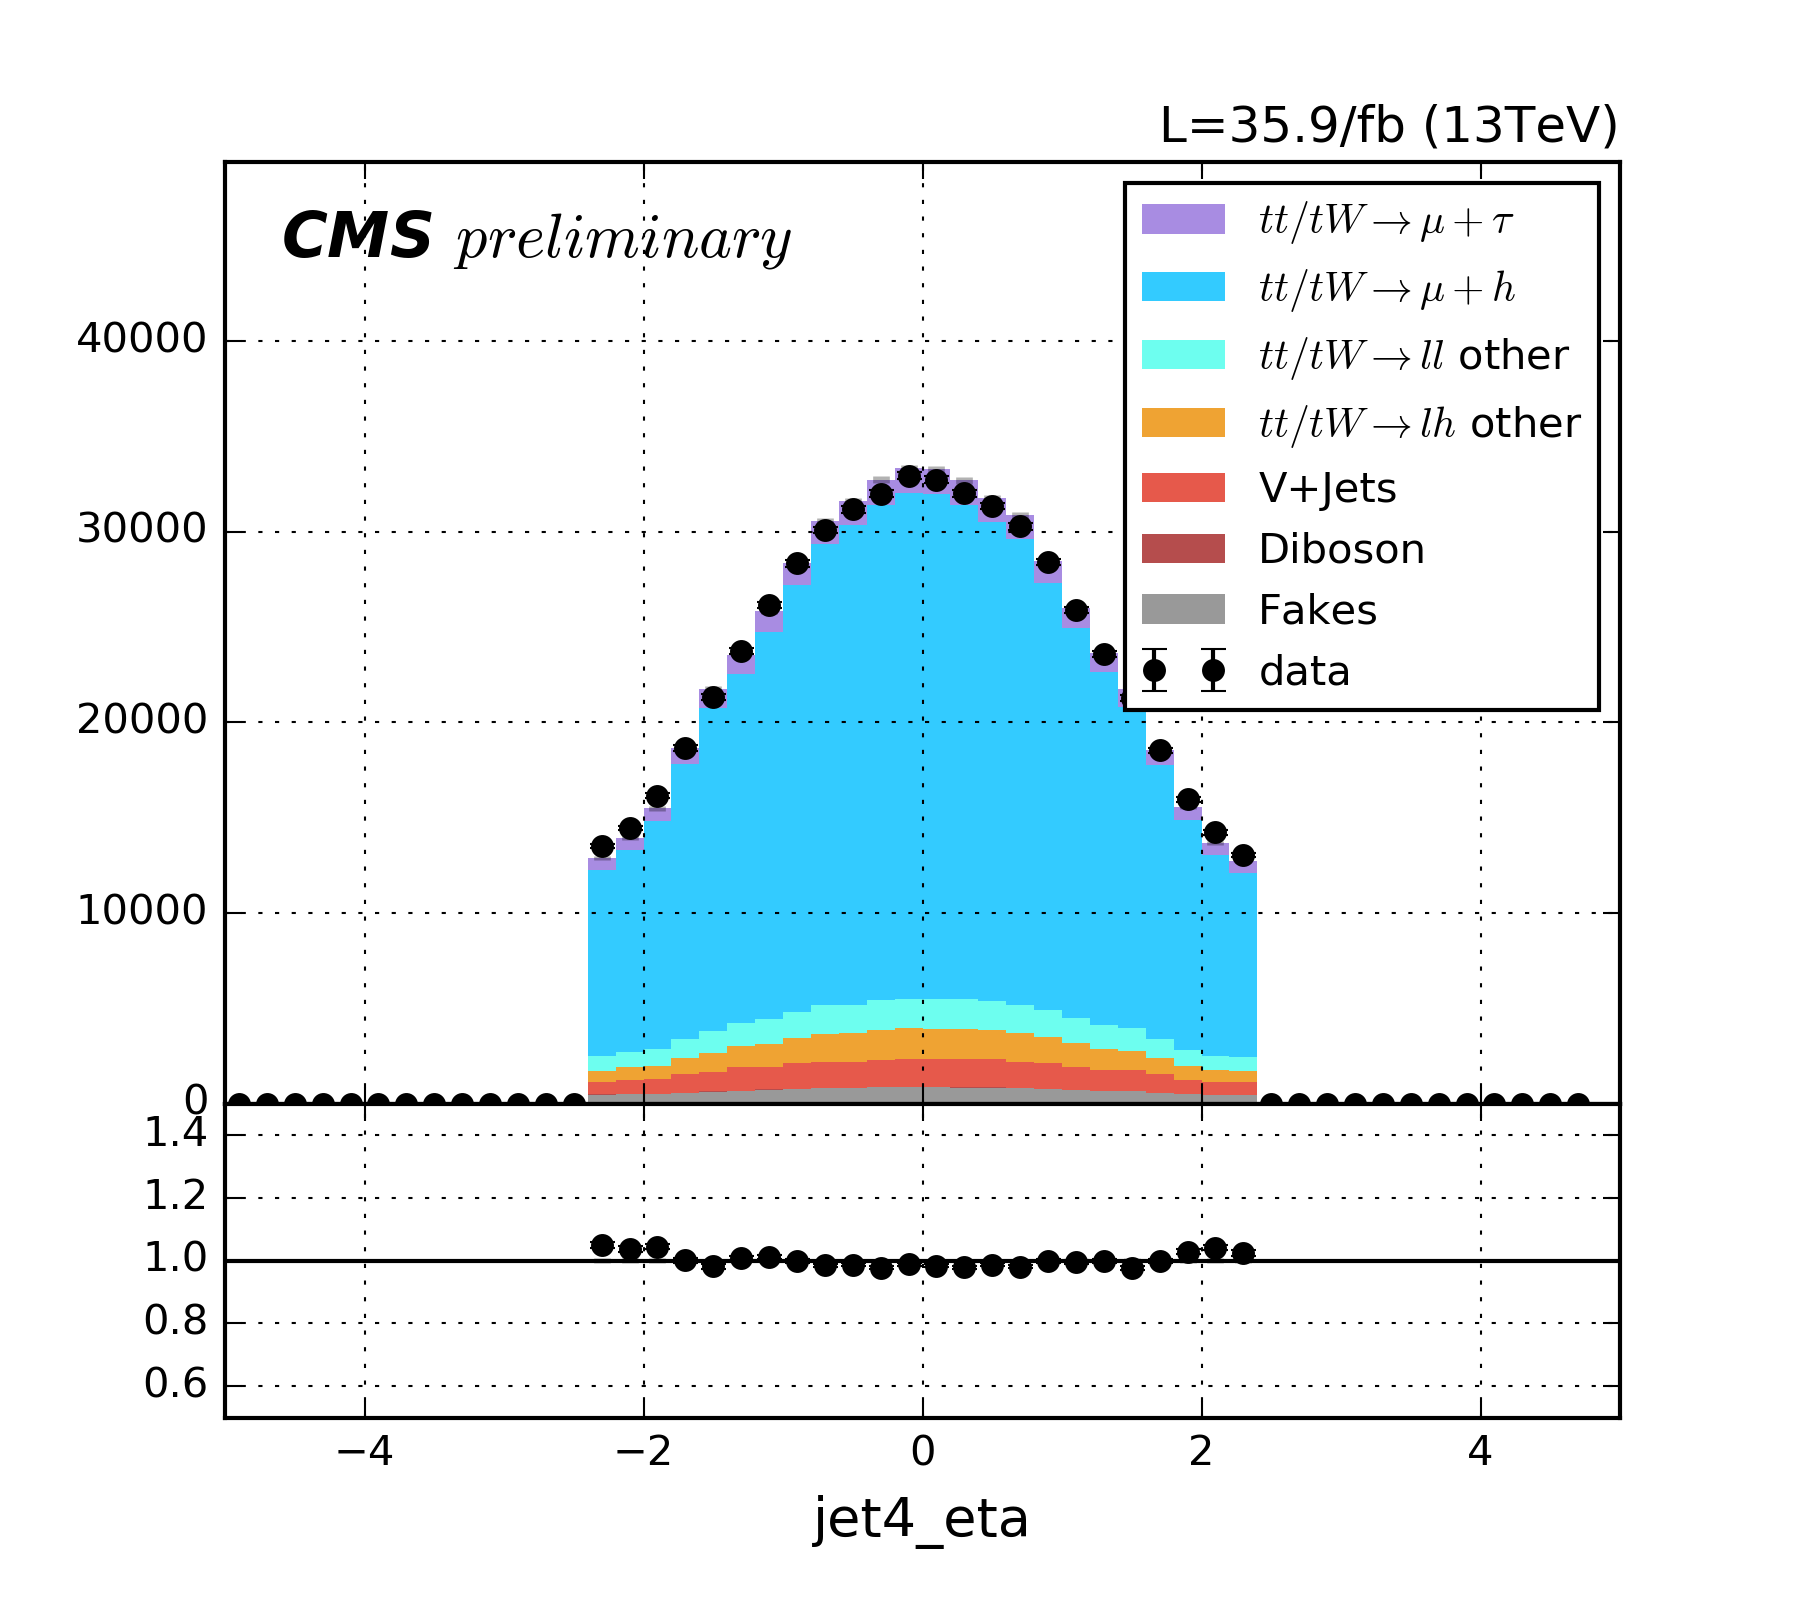 L=35.9/fb (13TeV)
CMS preliminary
tt/tW→μ+τ
tt/tW→μ+h
tt/tW→ll other
tt/tW→lh other
V+Jets
Diboson
Fakes
data
40000
30000
20000
10000
0
1.4
1.2
1.0
0.8
0.6
−4 −2 0 2 4
jet4_eta